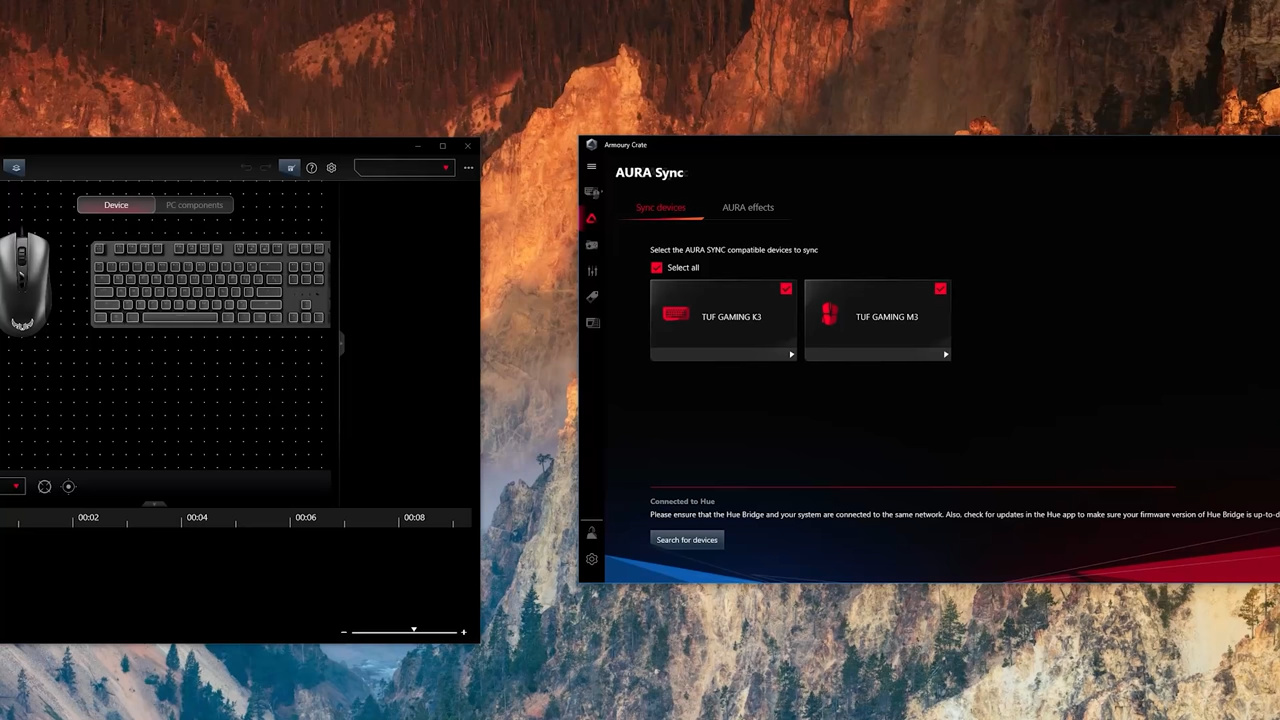 Device
PC components
00:02
00:04
00:06
00:08
Armoury Crate
AURA Sync
Sync devices
AURA effects
Select the AURA SYNC compatible devices to sync
Select all
TUF GAMING K3
TUF GAMING M3
Connected to Hue
Please ensure that the Hue Bridge and your system are connected to the same network. Also, check for updates in the Hue app to make sure your firmware version of Hue Bridge is up-to-d
Search for devices